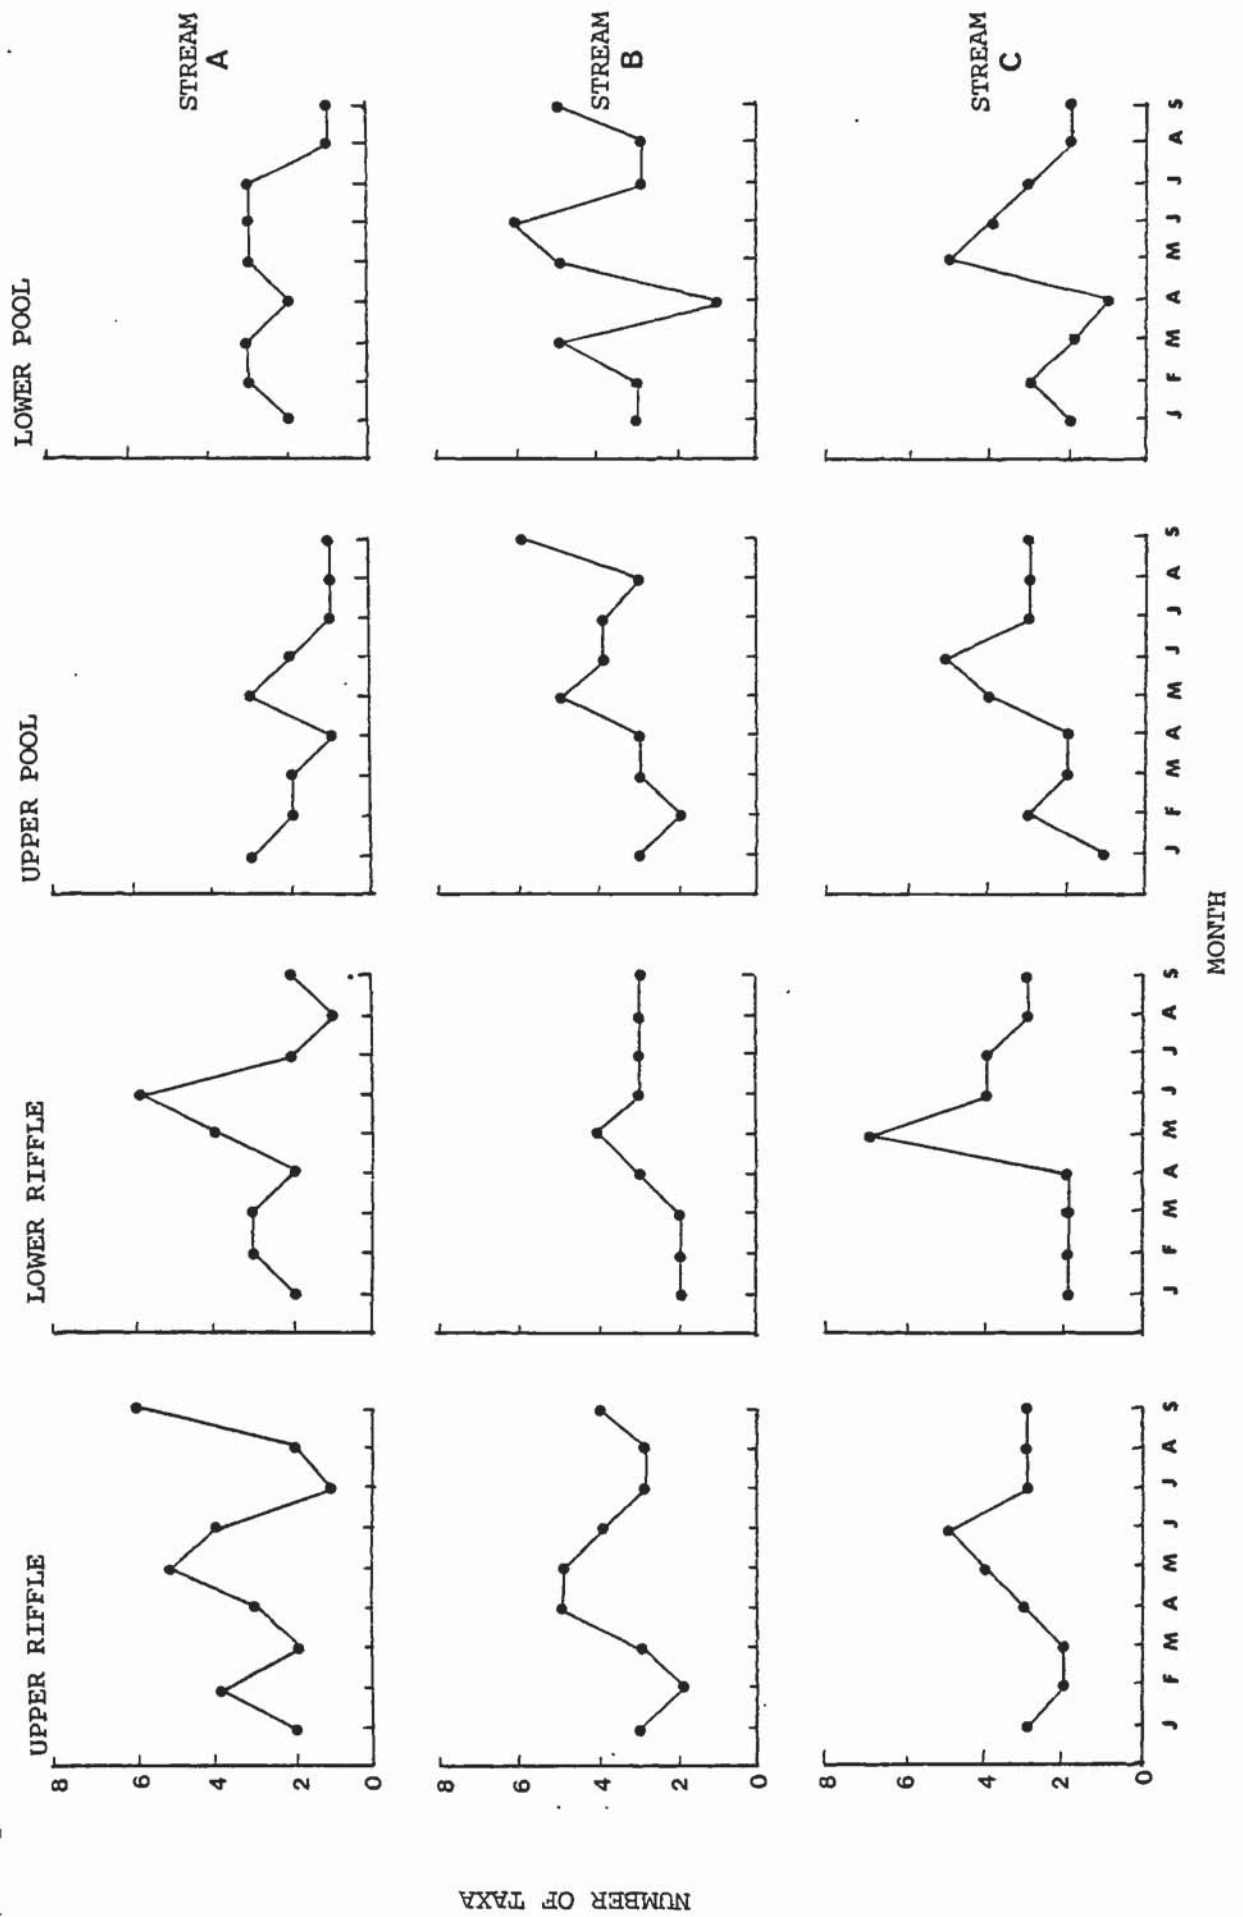 UPPER RIFFLE
LOWER RIFFLE
UPPER POOL
LOWER POOL
8
6
4
2
0
STREAM
A
8
6
4
2
0
STREAM
B
8
6
4
2
0
STREAM
C
J F M A M J J A S
J F M A M J J A S
J F M A M J J A S
J F M A M J J A S
NUMBER OF TAXA
MONTH